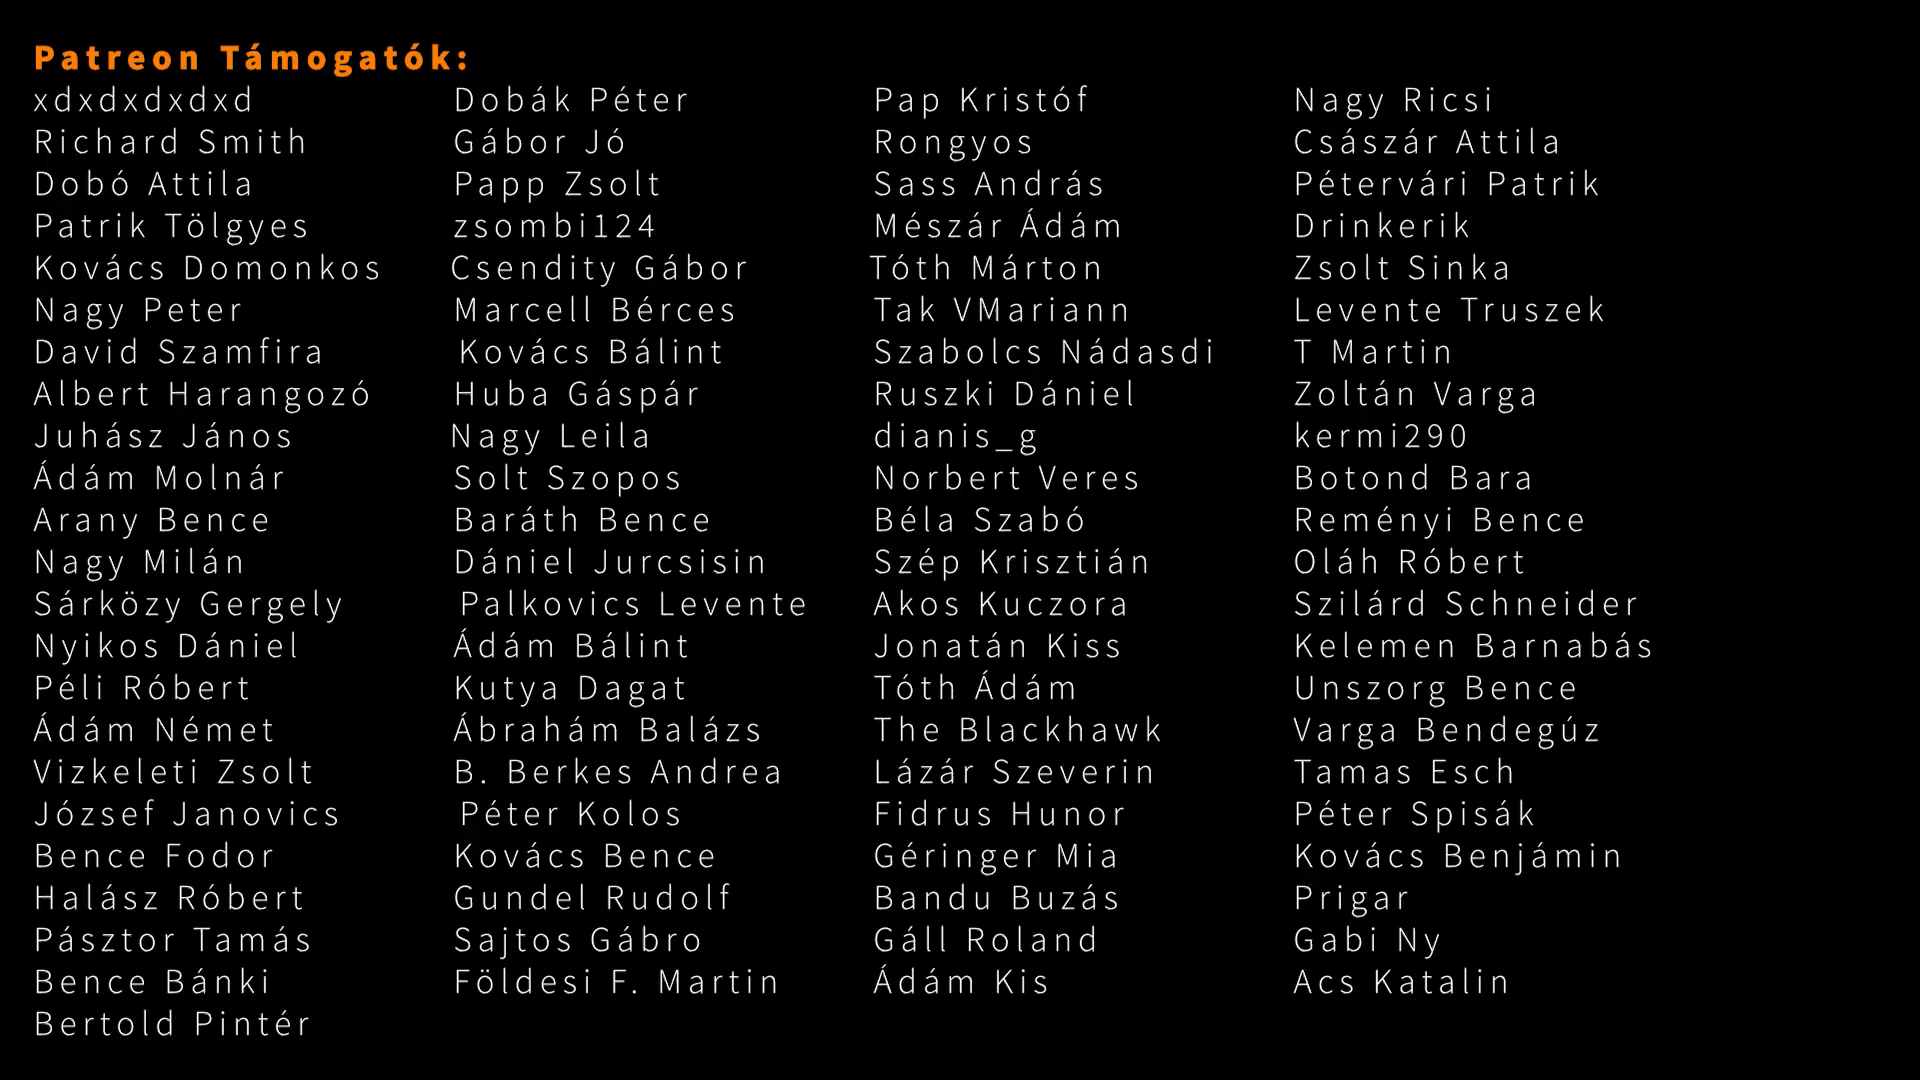 Patreon Támogatók:
xdxdxdxdxd
Richard Smith
Dobó Attila
Patrik Tölgyes
Kovács Domonkos
Nagy Peter
David Szamfira
Albert Harangozó
Juhász János
Ádám Molnár
Arany Bence
Nagy Milán
Sárközy Gergely
Nyikos Dániel
Péli Róbert
Ádám Német
Vizkeleti Zsolt
József Janovics
Bence Fodor
Halász Róbert
Pásztor Tamás
Bence Bánki
Bertold Pintér
Dobák Péter
Gábor Jó
Papp Zsolt
zsombi124
Csendity Gábor
Marcell Bérces
Kovács Bálint
Huba Gáspár
Nagy Leila
Solt Szopos
Baráth Bence
Dániel Jurcsisin
Palkovics Levente
Ádám Bálint
Kutya Dagat
Ábrahám Balázs
B. Berkes Andrea
Péter Kolos
Kovács Bence
Gundel Rudolf
Sajtos Gábro
Földesi F. Martin
Pap Kristóf
Rongyos
Sass András
Mészár Ádám
Tóth Márton
Tak VMariann
Szabolcs Nádasdi
Ruszki Dániel
dianis_g
Norbert Veres
Béla Szabó
Szép Krisztián
Akos Kuczora
Jonatán Kiss
Tóth Ádám
The Blackhawk
Lázár Szeverin
Fidrus Hunor
Géringer Mia
Bandu Buzás
Gáll Roland
Ádám Kis
Nagy Ricsi
Császár Attila
Pétervári Patrik
Drinkerik
Zsolt Sinka
Levente Truszek
T Martin
Zoltán Varga
kermi290
Botond Bara
Reményi Bence
Oláh Róbert
Szilárd Schneider
Kelemen Barnabás
Unszorg Bence
Varga Bendegúz
Tamas Esch
Péter Spisák
Kovács Benjámin
Prigar
Gabi Ny
Acs Katalin